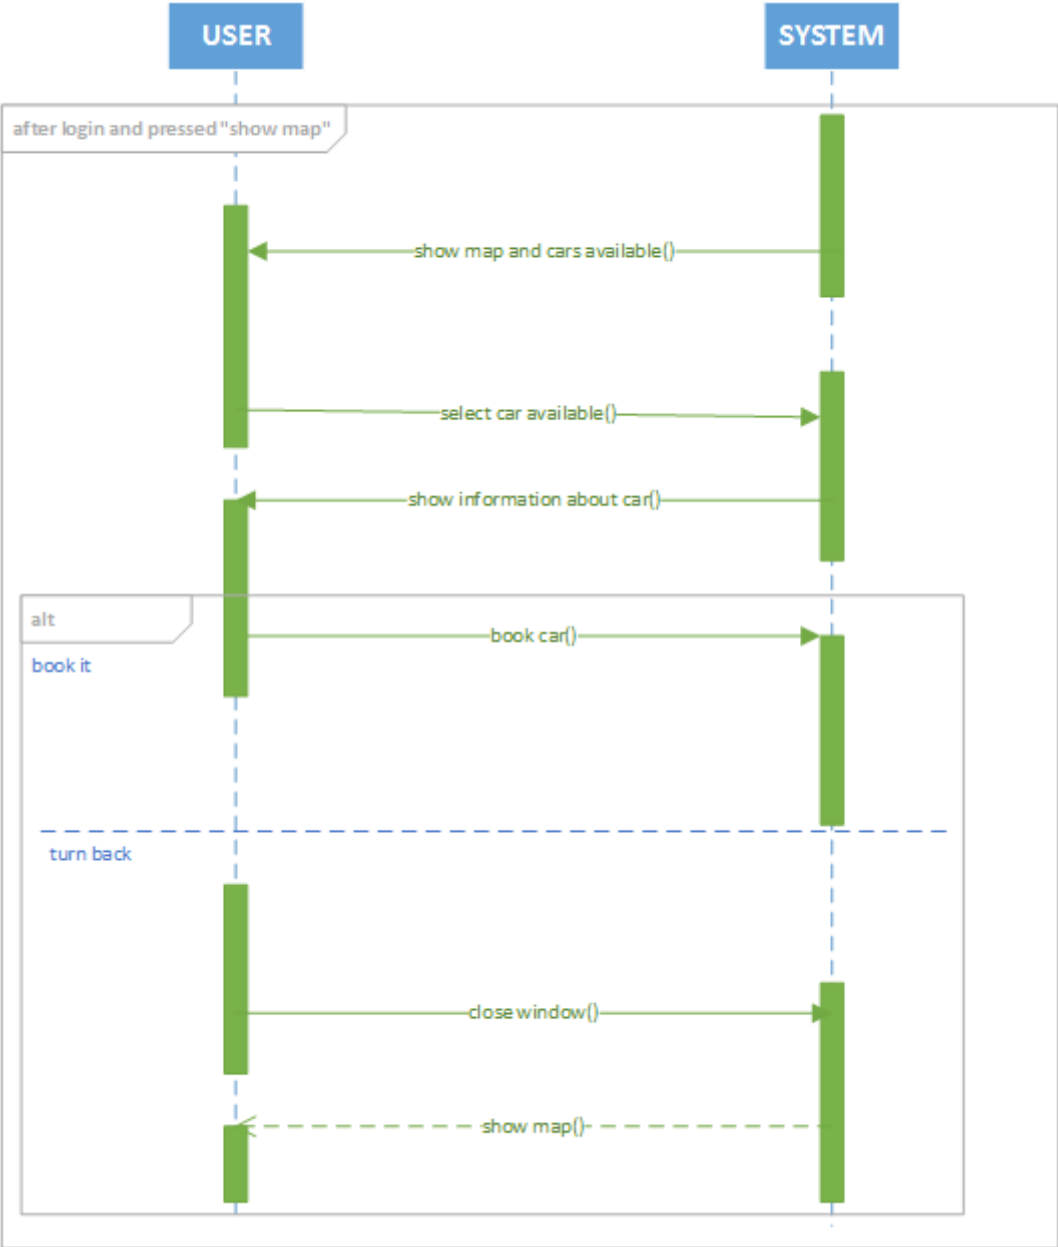 USER
SYSTEM
after login and pressed "show map"
show map and cars available()
select car available()
show information about car()
alt
book car()
book it
turn back
close window()
show map()